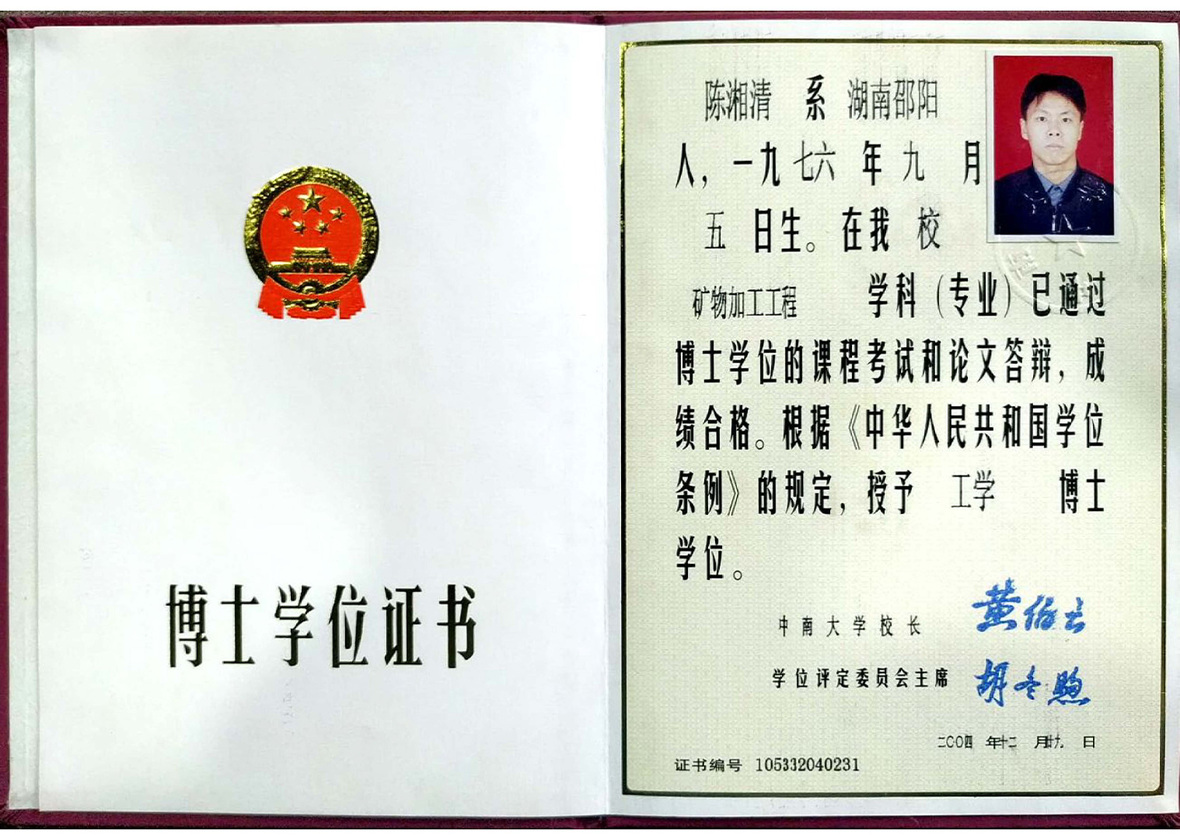 博士学位证书
陈湘清 系 湖南邵阳
人，一九七六年九月
五日生。在我校
矿物加工工程 学科（专业）已通过
博士学位的课程考试和论文答辩，成
绩合格。根据《中华人民共和国学位
条例》的规定，授予 工学 博士
学位。
中南大学校长 黄伯云
学位评定委员会主席 胡冬煦
二〇〇四年十二月廿九日
证书编号 105332040231